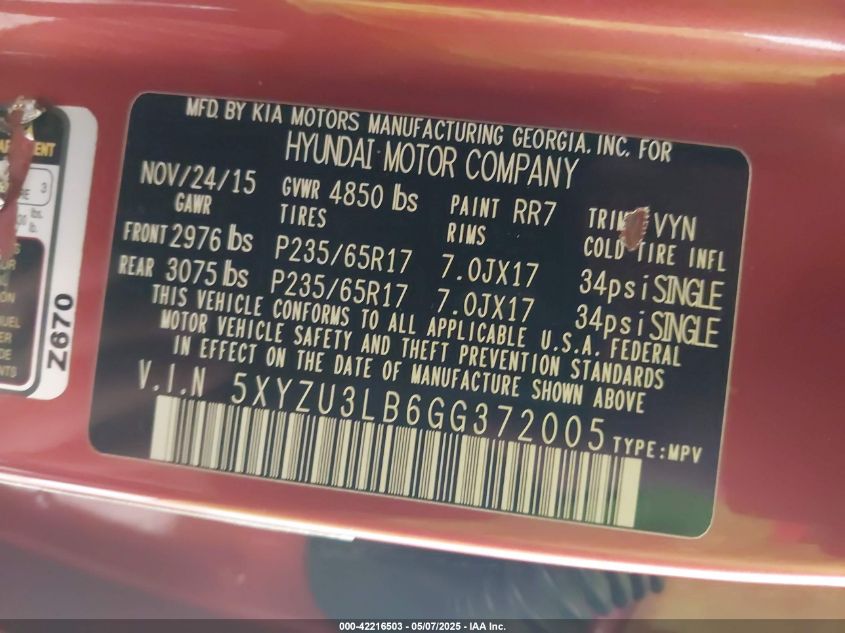 MFD. BY KIA MOTORS MANUFACTURING GEORGIA. INC. FOR
HYUNDAI MOTOR COMPANY
NOV/24/15 GVWR 4850 lbs PAINT RR7 TRIM VYN
GAWR TIRES RIMS COLD TIRE INFL
FRONT 2976 lbs P235/65R17 7.0JX17 34psi SINGLE
REAR 3075 lbs P235/65R17 7.0JX17 34psi SINGLE
THIS VEHICLE CONFORMS TO ALL APPLICABLE U.S.A. FEDERAL
MOTOR VEHICLE SAFETY AND THEFT PREVENTION STANDARDS
IN EFFECT ON THE DATE OF MANUFACTURE SHOWN ABOVE
V.I.N 5XYZU3LB6GG372005 TYPE:MPV
3
lbs.
lb.
Z670
000-42216503 - 05/07/2025 - IAA Inc.